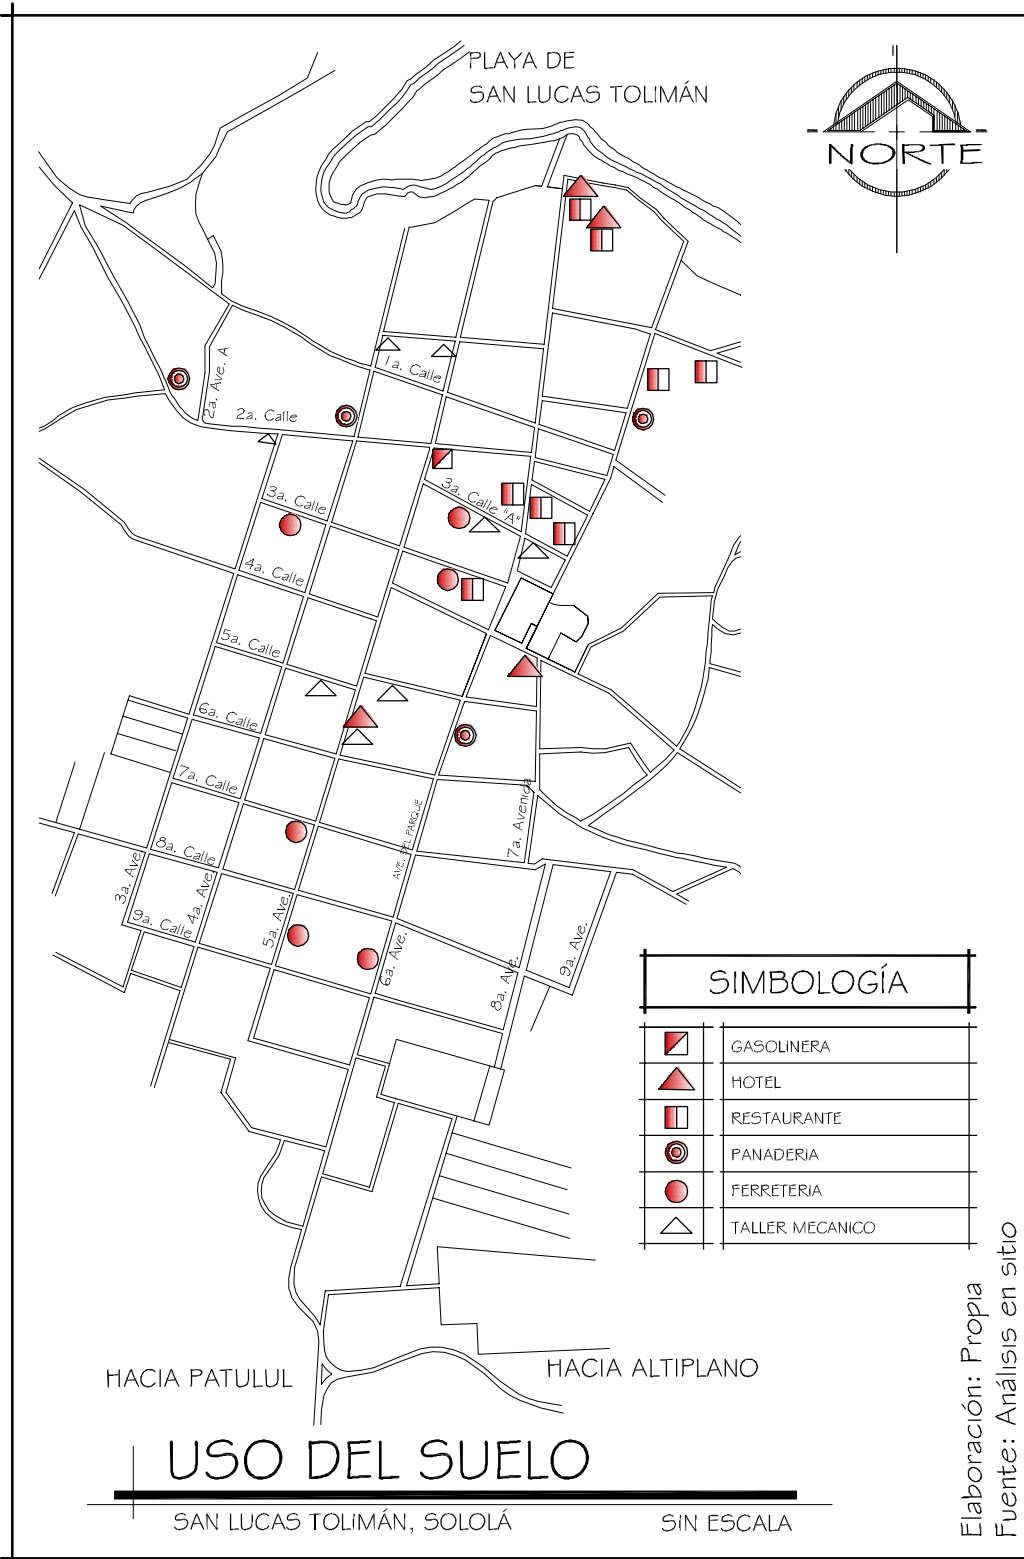 PLAYA DE
SAN LUCAS TOLIMÁN
NORTE
1a. Calle
2a. Ave. A
2a. Calle
3a. Calle "A"
3a. Calle
4a. Calle
5a. Calle
6a. Calle
7a. Calle
7a. Avenida
AVE. DEL PARQUE
8a. Calle
3a. Ave.
4a. Ave.
9a. Calle
5a. Ave.
6a. Ave.
8a. Ave.
9a. Ave.
SIMBOLOGÍA
GASOLINERA
HOTEL
RESTAURANTE
PANADERIA
FERRETERIA
TALLER MECANICO
HACIA PATULUL
HACIA ALTIPLANO
USO DEL SUELO
SAN LUCAS TOLIMÁN, SOLOLÁ
SIN ESCALA
Elaboración: Propia
Fuente: Análisis en sitio